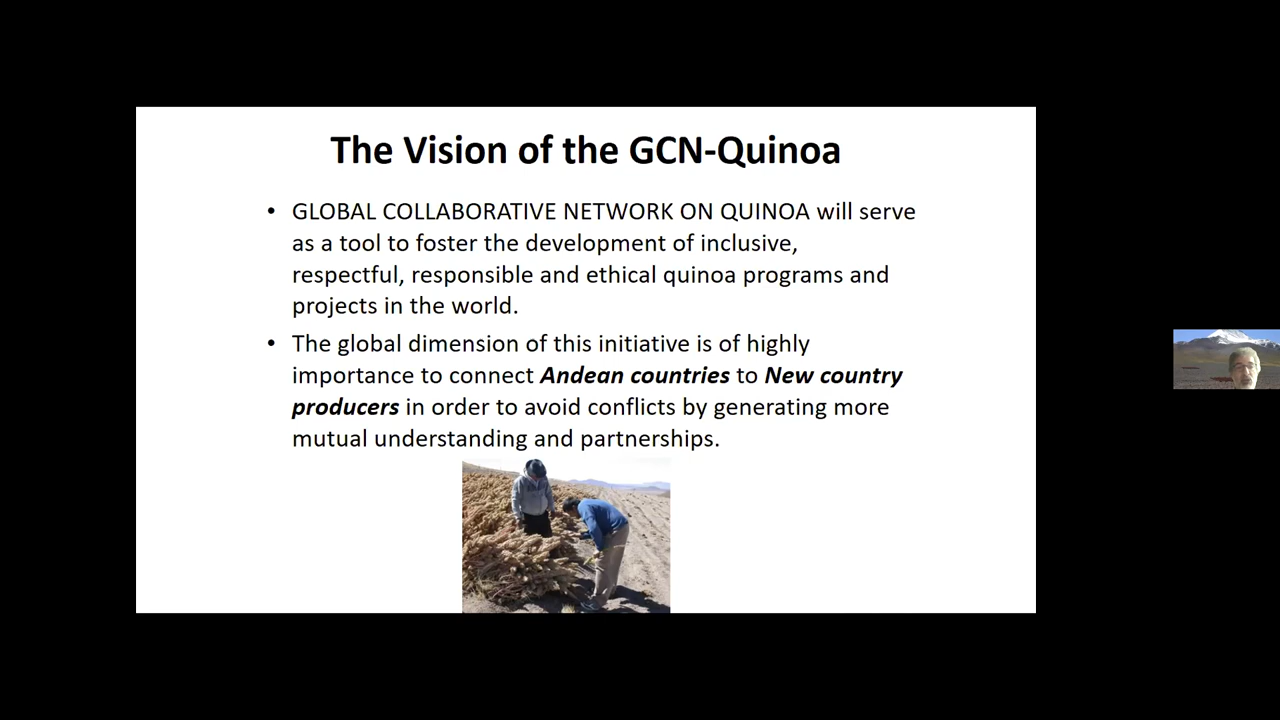 The Vision of the GCN-Quinoa
• GLOBAL COLLABORATIVE NETWORK ON QUINOA will serve
as a tool to foster the development of inclusive,
respectful, responsible and ethical quinoa programs and
projects in the world.
• The global dimension of this initiative is of highly
importance to connect Andean countries to New country
producers in order to avoid conflicts by generating more
mutual understanding and partnerships.